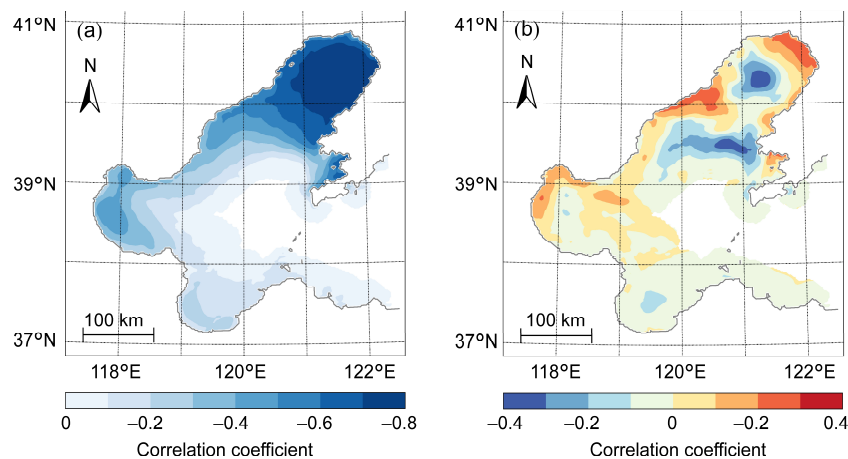 (a)
(b)
41°N
41°N
N
N
39°N
39°N
100 km
100 km
37°N
37°N
118°E 120°E 122°E
118°E 120°E 122°E
0 −0.2 −0.4 −0.6 −0.8
−0.4 −0.2 0 −0.2 0.4
Correlation coefficient
Correlation coefficient